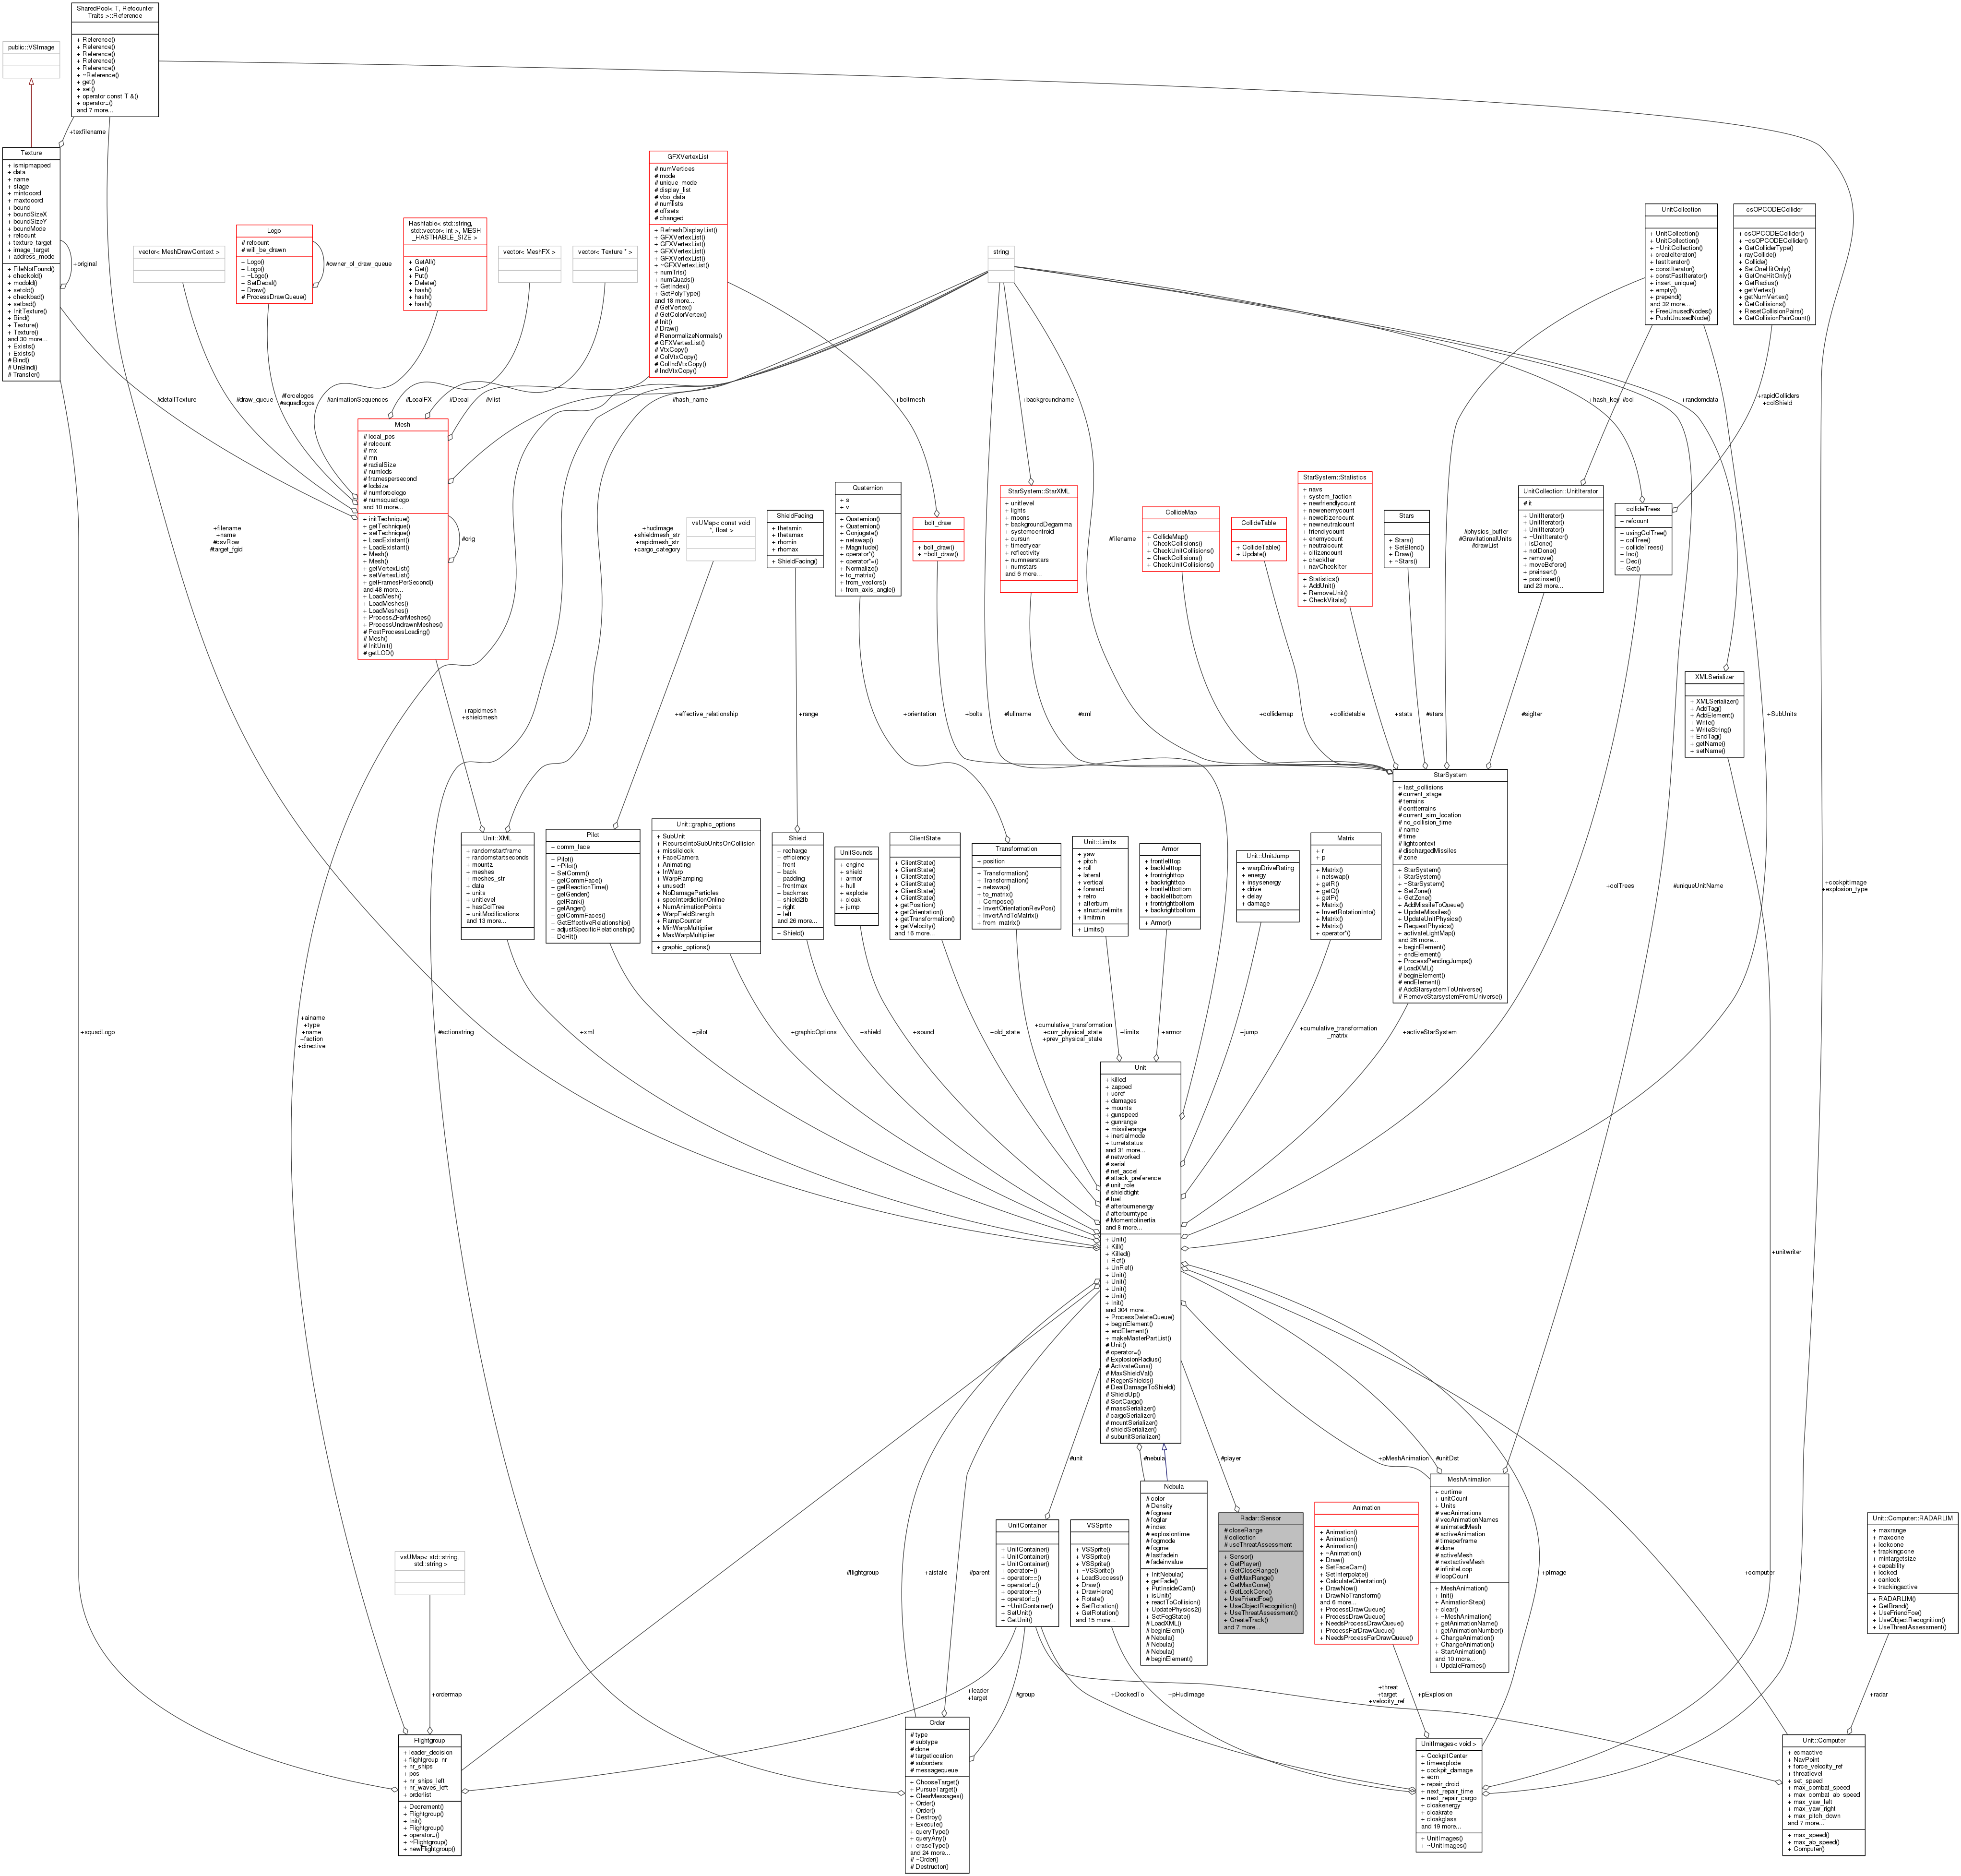 SharedPool< T, Refcounter
Traits >::Reference
+ Reference()
+ Reference()
+ Reference()
+ Reference()
+ Reference()
+ ~Reference()
+ get()
+ set()
+ operator const T &()
+ operator=()
and 7 more...
public::VSImage
+texfilename
Texture
+ ismipmapped
+ data
+ name
+ stage
+ mintcoord
+ maxtcoord
+ bound
+ boundSizeX
+ boundSizeY
+ boundMode
+ refcount
+ texture_target
+ image_target
+ address_mode
+ FileNotFound()
+ checkold()
+ modold()
+ setold()
+ checkbad()
+ setbad()
+ InitTexture()
+ Bind()
+ Texture()
+ Texture()
and 30 more...
+ Exists()
+ Exists()
# Bind()
# UnBind()
# Transfer()
+original
vector< MeshDrawContext >
Logo
# refcount
# will_be_drawn
+ Logo()
+ Logo()
+ ~Logo()
+ SetDecal()
+ Draw()
# ProcessDrawQueue()
#owner_of_draw_queue
Hashtable< std::string,
std::vector< int >, MESH
_HASTHABLE_SIZE >
+ GetAll()
+ Get()
+ Put()
+ Delete()
+ hash()
+ hash()
+ hash()
vector< MeshFX >
vector< Texture * >
GFXVertexList
# numVertices
# mode
# unique_mode
# display_list
# vbo_data
# numlists
# offsets
# changed
+ RefreshDisplayList()
+ GFXVertexList()
+ GFXVertexList()
+ GFXVertexList()
+ GFXVertexList()
+ ~GFXVertexList()
+ numTris()
+ numQuads()
+ GetIndex()
+ GetPolyType()
and 18 more...
# GetVertex()
# GetColorVertex()
# Init()
# Draw()
# RenormalizeNormals()
# GFXVertexList()
# VtxCopy()
# ColVtxCopy()
# ColIndVtxCopy()
# IndVtxCopy()
string
UnitCollection
+ UnitCollection()
+ UnitCollection()
+ ~UnitCollection()
+ createIterator()
+ fastIterator()
+ constIterator()
+ constFastIterator()
+ insert_unique()
+ empty()
+ prepend()
and 32 more...
+ FreeUnusedNodes()
+ PushUnusedNode()
csOPCODECollider
+ csOPCODECollider()
+ ~csOPCODECollider()
+ GetColliderType()
+ rayCollide()
+ Collide()
+ SetOneHitOnly()
+ GetOneHitOnly()
+ GetRadius()
+ getVertex()
+ getNumVertex()
+ GetCollisions()
+ ResetCollisionPairs()
+ GetCollisionPairCount()
#detailTexture
#draw_queue
#forcelogos
#squadlogos
#animationSequences
#LocalFX
#Decal
#vlist
#hash_name
+boltmesh
+backgroundname
+hash_key
#col
+randomdata
+rapidColliders
+colShield
Mesh
# local_pos
# refcount
# mx
# mn
# radialSize
# numlods
# framespersecond
# lodsize
# numforcelogo
# numsquadlogo
and 10 more...
+ initTechnique()
+ getTechnique()
+ setTechnique()
+ LoadExistant()
+ LoadExistant()
+ Mesh()
+ Mesh()
+ getVertexList()
+ setVertexList()
+ getFramesPerSecond()
and 48 more...
+ LoadMesh()
+ LoadMeshes()
+ LoadMeshes()
+ ProcessZFarMeshes()
+ ProcessUndrawnMeshes()
# PostProcessLoading()
# Mesh()
# InitUnit()
# getLOD()
#orig
+filename
+name
#csvRow
#target_fgid
+hudimage
+shieldmesh_str
+rapidmesh_str
+cargo_category
vsUMap< const void
*, float >
ShieldFacing
+ thetamin
+ thetamax
+ rhomin
+ rhomax
+ ShieldFacing()
Quaternion
+ s
+ v
+ Quaternion()
+ Quaternion()
+ Conjugate()
+ netswap()
+ Magnitude()
+ operator*()
+ operator*=()
+ Normalize()
+ to_matrix()
+ from_vectors()
+ from_axis_angle()
bolt_draw
+ bolt_draw()
+ ~bolt_draw()
StarSystem::StarXML
+ unitlevel
+ lights
+ moons
+ backgroundDegamma
+ systemcentroid
+ cursun
+ timeofyear
+ reflectivity
+ numnearstars
+ numstars
and 6 more...
#filename
CollideMap
+ CollideMap()
+ CheckCollisions()
+ CheckUnitCollisions()
+ CheckCollisions()
+ CheckUnitCollisions()
CollideTable
+ CollideTable()
+ Update()
StarSystem::Statistics
+ navs
+ system_faction
+ newfriendlycount
+ newenemycount
+ newcitizencount
+ newneutralcount
+ friendlycount
+ enemycount
+ neutralcount
+ citizencount
+ checkIter
+ navCheckIter
+ Statistics()
+ AddUnit()
+ RemoveUnit()
+ CheckVitals()
Stars
+ Stars()
+ SetBlend()
+ Draw()
+ ~Stars()
#physics_buffer
#GravitationalUnits
#drawList
UnitCollection::UnitIterator
# it
+ UnitIterator()
+ UnitIterator()
+ UnitIterator()
+ ~UnitIterator()
+ isDone()
+ notDone()
+ remove()
+ moveBefore()
+ preinsert()
+ postinsert()
and 23 more...
collideTrees
+ refcount
+ usingColTree()
+ colTree()
+ collideTrees()
+ Inc()
+ Dec()
+ Get()
XMLSerializer
+ XMLSerializer()
+ AddTag()
+ AddElement()
+ Write()
+ WriteString()
+ EndTag()
+ getName()
+ setName()
+rapidmesh
+shieldmesh
+effective_relationship
+range
+orientation
+bolts
#fullname
#xml
+collidemap
+collidetable
+stats
#stars
#sigIter
+SubUnits
StarSystem
+ last_collisions
# current_stage
# terrains
# contterrains
# current_sim_location
# no_collision_time
# name
# time
# lightcontext
# dischargedMissiles
# zone
+ StarSystem()
+ StarSystem()
+ ~StarSystem()
+ SetZone()
+ GetZone()
+ AddMissileToQueue()
+ UpdateMissiles()
+ UpdateUnitPhysics()
+ RequestPhysics()
+ activateLightMap()
and 26 more...
+ beginElement()
+ endElement()
+ ProcessPendingJumps()
# LoadXML()
# beginElement()
# endElement()
# AddStarsystemToUniverse()
# RemoveStarsystemFromUniverse()
Unit::XML
+ randomstartframe
+ randomstartseconds
+ mountz
+ meshes
+ meshes_str
+ data
+ units
+ unitlevel
+ hasColTree
+ unitModifications
and 13 more...
Pilot
+ comm_face
+ Pilot()
+ ~Pilot()
+ SetComm()
+ getCommFace()
+ getReactionTime()
+ getGender()
+ getRank()
+ getAnger()
+ getCommFaces()
+ GetEffectiveRelationship()
+ adjustSpecificRelationship()
+ DoHit()
Unit::graphic_options
+ SubUnit
+ RecurseIntoSubUnitsOnCollision
+ missilelock
+ FaceCamera
+ Animating
+ InWarp
+ WarpRamping
+ unused1
+ NoDamageParticles
+ specInterdictionOnline
+ NumAnimationPoints
+ WarpFieldStrength
+ RampCounter
+ MinWarpMultiplier
+ MaxWarpMultiplier
+ graphic_options()
Shield
+ recharge
+ efficiency
+ front
+ back
+ padding
+ frontmax
+ backmax
+ shield2fb
+ right
+ left
and 26 more...
+ Shield()
UnitSounds
+ engine
+ shield
+ armor
+ hull
+ explode
+ cloak
+ jump
ClientState
+ ClientState()
+ ClientState()
+ ClientState()
+ ClientState()
+ ClientState()
+ ClientState()
+ getPosition()
+ getOrientation()
+ getTransformation()
+ getVelocity()
and 16 more...
Transformation
+ position
+ Transformation()
+ Transformation()
+ netswap()
+ to_matrix()
+ Compose()
+ InvertOrientationRevPos()
+ InvertAndToMatrix()
+ from_matrix()
Unit::Limits
+ yaw
+ pitch
+ roll
+ lateral
+ vertical
+ forward
+ retro
+ afterburn
+ structurelimits
+ limitmin
+ Limits()
Armor
+ frontlefttop
+ backlefttop
+ frontrighttop
+ backrighttop
+ frontleftbottom
+ backleftbottom
+ frontrightbottom
+ backrightbottom
+ Armor()
Unit::UnitJump
+ warpDriveRating
+ energy
+ insysenergy
+ drive
+ delay
+ damage
Matrix
+ r
+ p
+ Matrix()
+ netswap()
+ getR()
+ getQ()
+ getP()
+ Matrix()
+ InvertRotationInto()
+ Matrix()
+ Matrix()
+ operator*()
+colTrees
#uniqueUnitName
+cockpitImage
+explosion_type
+squadLogo
+ainame
+type
+name
+faction
+directive
#actionstring
+xml
+pilot
+graphicOptions
+shield
+sound
+old_state
+cumulative_transformation
+curr_physical_state
+prev_physical_state
+limits
+armor
+jump
+cumulative_transformation
_matrix
+activeStarSystem
Unit
+ killed
+ zapped
+ ucref
+ damages
+ mounts
+ gunspeed
+ gunrange
+ missilerange
+ inertialmode
+ turretstatus
and 31 more...
# networked
# serial
# net_accel
# attack_preference
# unit_role
# shieldtight
# fuel
# afterburnenergy
# afterburntype
# MomentofInertia
and 8 more...
+ Unit()
+ Kill()
+ Killed()
+ Ref()
+ UnRef()
+ Unit()
+ Unit()
+ Unit()
+ Unit()
+ Init()
and 304 more...
+ ProcessDeleteQueue()
+ beginElement()
+ endElement()
+ makeMasterPartList()
# Unit()
# operator=()
# ExplosionRadius()
# ActivateGuns()
# MaxShieldVal()
# RegenShields()
# DealDamageToShield()
# ShieldUp()
# SortCargo()
# massSerializer()
# cargoSerializer()
# mountSerializer()
# shieldSerializer()
# subunitSerializer()
+unitwriter
#unit
#nebula
#player
+pMeshAnimation
#unitDst
Nebula
# color
# Density
# fognear
# fogfar
# index
# explosiontime
# fogmode
# fogme
# lastfadein
# fadeinvalue
+ InitNebula()
+ getFade()
+ PutInsideCam()
+ isUnit()
+ reactToCollision()
+ UpdatePhysics2()
+ SetFogState()
# LoadXML()
# beginElem()
# Nebula()
# Nebula()
# Nebula()
# beginElement()
MeshAnimation
+ curtime
+ unitCount
+ Units
# vecAnimations
# vecAnimationNames
# animatedMesh
# activeAnimation
# timeperframe
# done
# activeMesh
# nextactiveMesh
# infiniteLoop
# loopCount
+ MeshAnimation()
+ Init()
+ AnimationStep()
+ clear()
+ ~MeshAnimation()
+ getAnimationName()
+ getAnimationNumber()
+ ChangeAnimation()
+ ChangeAnimation()
+ StartAnimation()
and 10 more...
+ UpdateFrames()
UnitContainer
+ UnitContainer()
+ UnitContainer()
+ UnitContainer()
+ operator=()
+ operator==()
+ operator!=()
+ operator==()
+ operator!=()
+ ~UnitContainer()
+ SetUnit()
+ GetUnit()
VSSprite
+ VSSprite()
+ VSSprite()
+ VSSprite()
+ ~VSSprite()
+ LoadSuccess()
+ Draw()
+ DrawHere()
+ Rotate()
+ SetRotation()
+ GetRotation()
and 15 more...
Radar::Sensor
# closeRange
# collection
# useThreatAssessment
+ Sensor()
+ GetPlayer()
+ GetCloseRange()
+ GetMaxRange()
+ GetMaxCone()
+ GetLockCone()
+ UseFriendFoe()
+ UseObjectRecognition()
+ UseThreatAssessment()
+ CreateTrack()
and 7 more...
Animation
+ Animation()
+ Animation()
+ Animation()
+ ~Animation()
+ Draw()
+ SetFaceCam()
+ SetInterpolate()
+ CalculateOrientation()
+ DrawNow()
+ DrawNoTransform()
and 6 more...
+ ProcessDrawQueue()
+ ProcessDrawQueue()
+ NeedsProcessDrawQueue()
+ ProcessFarDrawQueue()
+ NeedsProcessFarDrawQueue()
Unit::Computer::RADARLIM
+ maxrange
+ maxcone
+ lockcone
+ trackingcone
+ mintargetsize
+ capability
+ locked
+ canlock
+ trackingactive
+ RADARLIM()
+ GetBrand()
+ UseFriendFoe()
+ UseObjectRecognition()
+ UseThreatAssessment()
vsUMap< std::string,
std::string >
#flightgroup
+aistate
#parent
+pImage
+computer
+ordermap
+leader
+target
#group
+DockedTo
+pHudImage
+threat
+target
+velocity_ref
+pExplosion
+radar
Flightgroup
+ leader_decision
+ flightgroup_nr
+ nr_ships
+ pos
+ nr_ships_left
+ nr_waves_left
+ orderlist
+ Decrement()
+ Flightgroup()
+ Init()
+ Flightgroup()
+ operator=()
+ ~Flightgroup()
+ newFlightgroup()
Order
# type
# subtype
# done
# targetlocation
# suborders
# messagequeue
+ ChooseTarget()
+ PursueTarget()
+ ClearMessages()
+ Order()
+ Order()
+ Destroy()
+ Execute()
+ queryType()
+ queryAny()
+ eraseType()
and 24 more...
# ~Order()
# Destructor()
UnitImages< void >
+ CockpitCenter
+ timeexplode
+ cockpit_damage
+ ecm
+ repair_droid
+ next_repair_time
+ next_repair_cargo
+ cloakenergy
+ cloakrate
+ cloakglass
and 19 more...
+ UnitImages()
+ ~UnitImages()
Unit::Computer
+ ecmactive
+ NavPoint
+ force_velocity_ref
+ threatlevel
+ set_speed
+ max_combat_speed
+ max_combat_ab_speed
+ max_yaw_left
+ max_yaw_right
+ max_pitch_down
and 7 more...
+ max_speed()
+ max_ab_speed()
+ Computer()